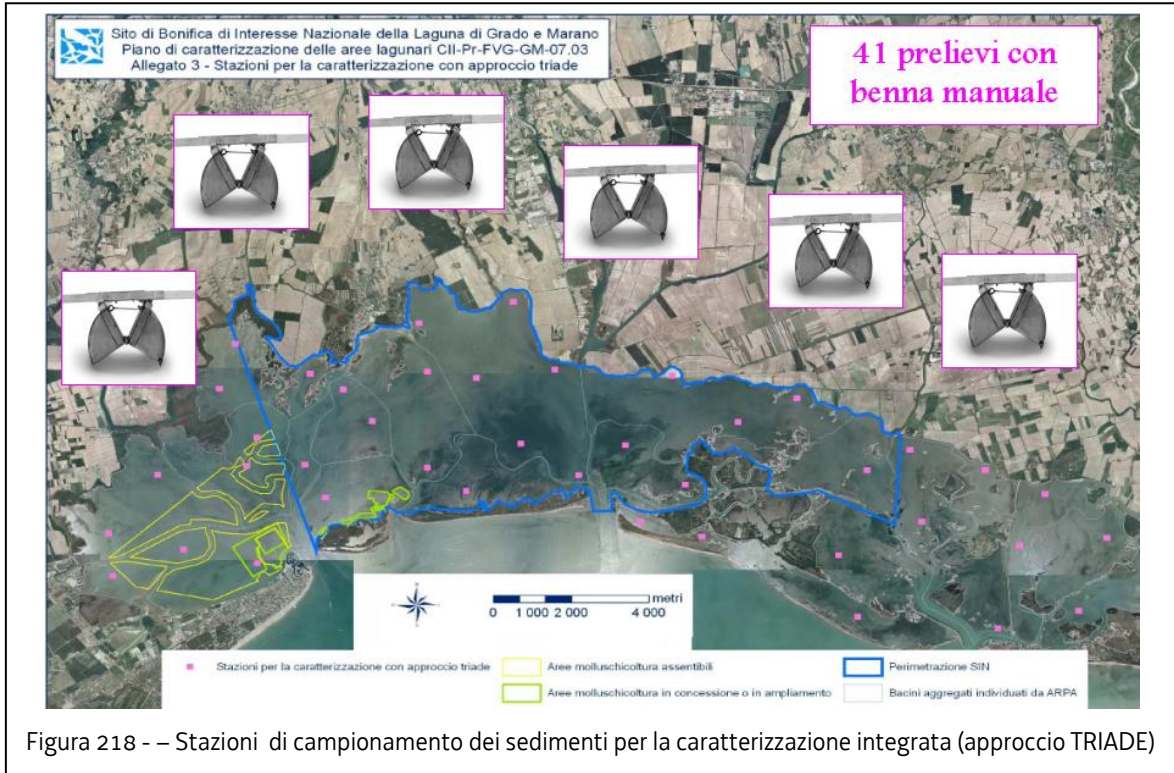 Sito di Bonifica di Interesse Nazionale della Laguna di Grado e Marano
Piano di caratterizzazione delle aree lagunari CII-Pr-FVG-GM-07.03
Allegato 3 - Stazioni per la caratterizzazione con approccio triade
41 prelievi con
benna manuale
metri
0 1 000 2 000 4 000
Stazioni per la caratterizzazione con approccio triade
Aree molluschicoltura assentibili
Perimetrazione SIN
Aree molluschicoltura in concessione o in ampliamento
Bacini aggregati individuati da ARPA
Figura 218 - – Stazioni di campionamento dei sedimenti per la caratterizzazione integrata (approccio TRIADE)